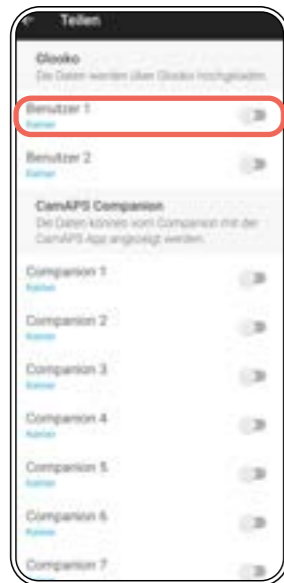 Teilen
Glooko
Die Daten werden über Glooko hochgeladen.
Benutzer 1
Keiner
Benutzer 2
Keiner
CamAPS Companion
Die Daten können vom Companion mit der
CamAPS App angezeigt werden.
Companion 1
Keiner
Companion 2
Keiner
Companion 3
Keiner
Companion 4
Keiner
Companion 5
Keiner
Companion 6
Keiner
Companion 7